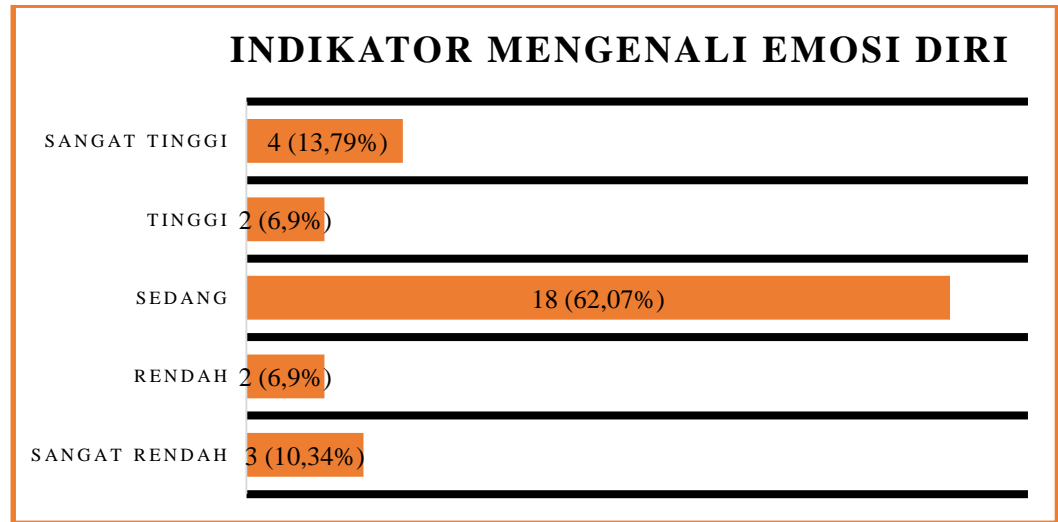 INDIKATOR MENGENALI EMOSI DIRI
SANGAT TINGGI 4 (13,79%)
TINGGI 2 (6,9%)
SEDANG 18 (62,07%)
RENDAH 2 (6,9%)
SANGAT RENDAH 3 (10,34%)